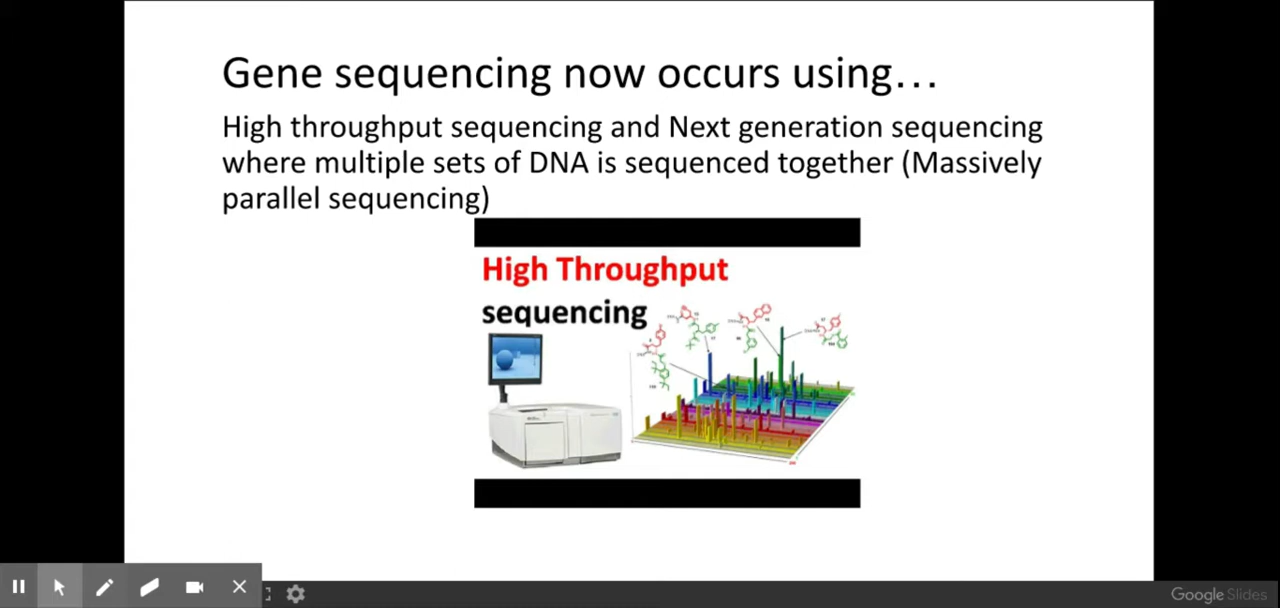 Gene sequencing now occurs using…
High throughput sequencing and Next generation sequencing
where multiple sets of DNA is sequenced together (Massively
parallel sequencing)
High Throughput
sequencing
Google Slides